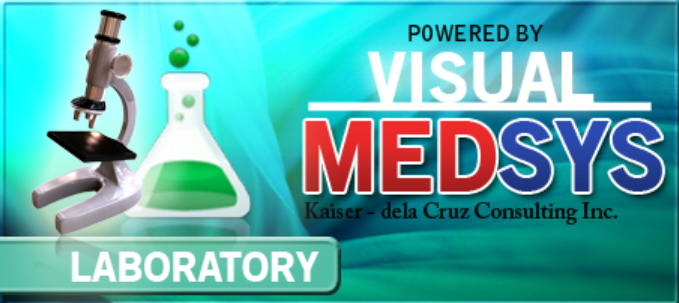 POWERED BY
VISUAL
MEDSYS
Kaiser - dela Cruz Consulting Inc.
LABORATORY